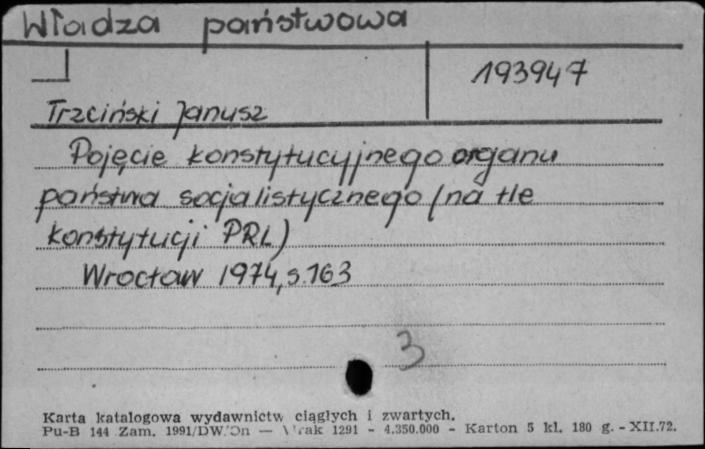 Władza państwowa
193947
Trzciński Janusz
Pojęcie konstytucyjnego organu
państwa socjalistycznego (na tle
konstytucji PRL)
Wrocław 1974, s. 163
3
Karta katalogowa wydawnictw ciągłych i zwartych.
Pu-B 144 Zam. 1991/DW/On — 1291 - 4.350.000 - Karton 5 kl. 180 g. - XII.72.